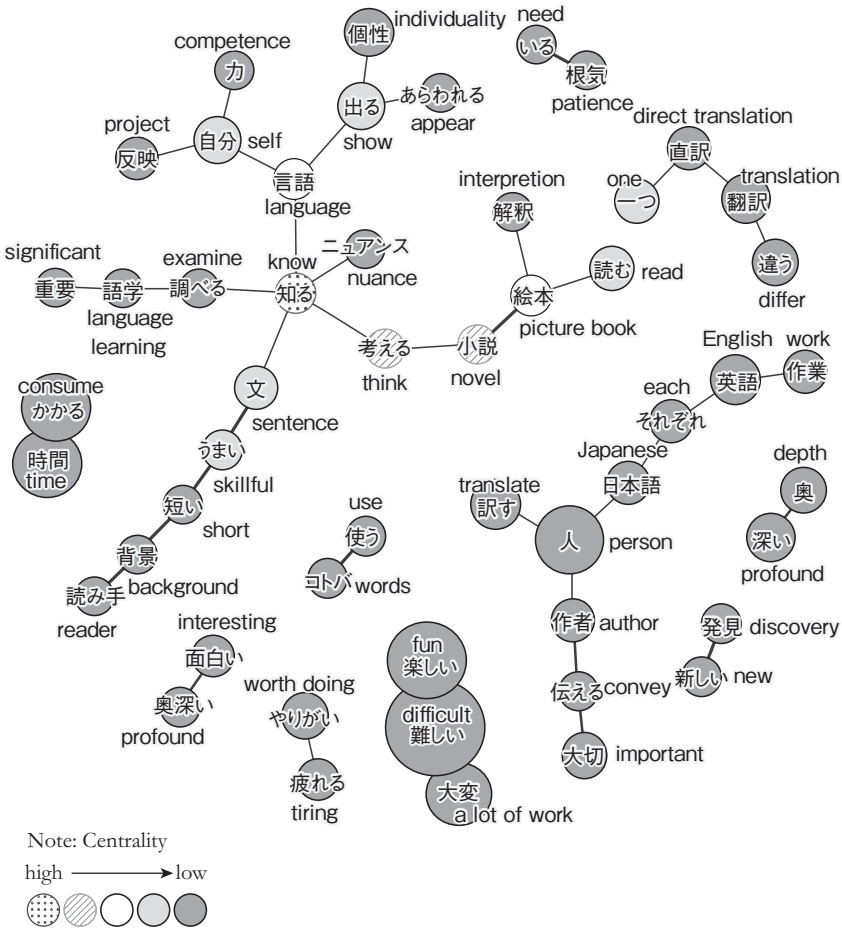 個性
individuality
need
いる
根気
patience
competence
力
出る
あらわれる
appear
show
project
反映
自分
self
言語
language
direct translation
直訳
one
一つ
translation
翻訳
違う
differ
interpretion
解釈
読む
read
絵本
picture book
significant
重要
語学
language
learning
examine
調べる
know
知る
ニュアンス
nuance
考える
think
小説
novel
English
英語
work
作業
each
それぞれ
Japanese
日本語
translate
訳す
人
person
depth
奥
深い
profound
consume
かかる
時間
time
文
sentence
うまい
skillful
短い
short
背景
background
読み手
reader
use
使う
コトバ
words
作者
author
伝える
convey
大切
important
発見
discovery
新しい
new
interesting
面白い
奥深い
profound
worth doing
やりがい
疲れる
tiring
fun
楽しい
difficult
難しい
大変
a lot of work
Note: Centrality
high
low